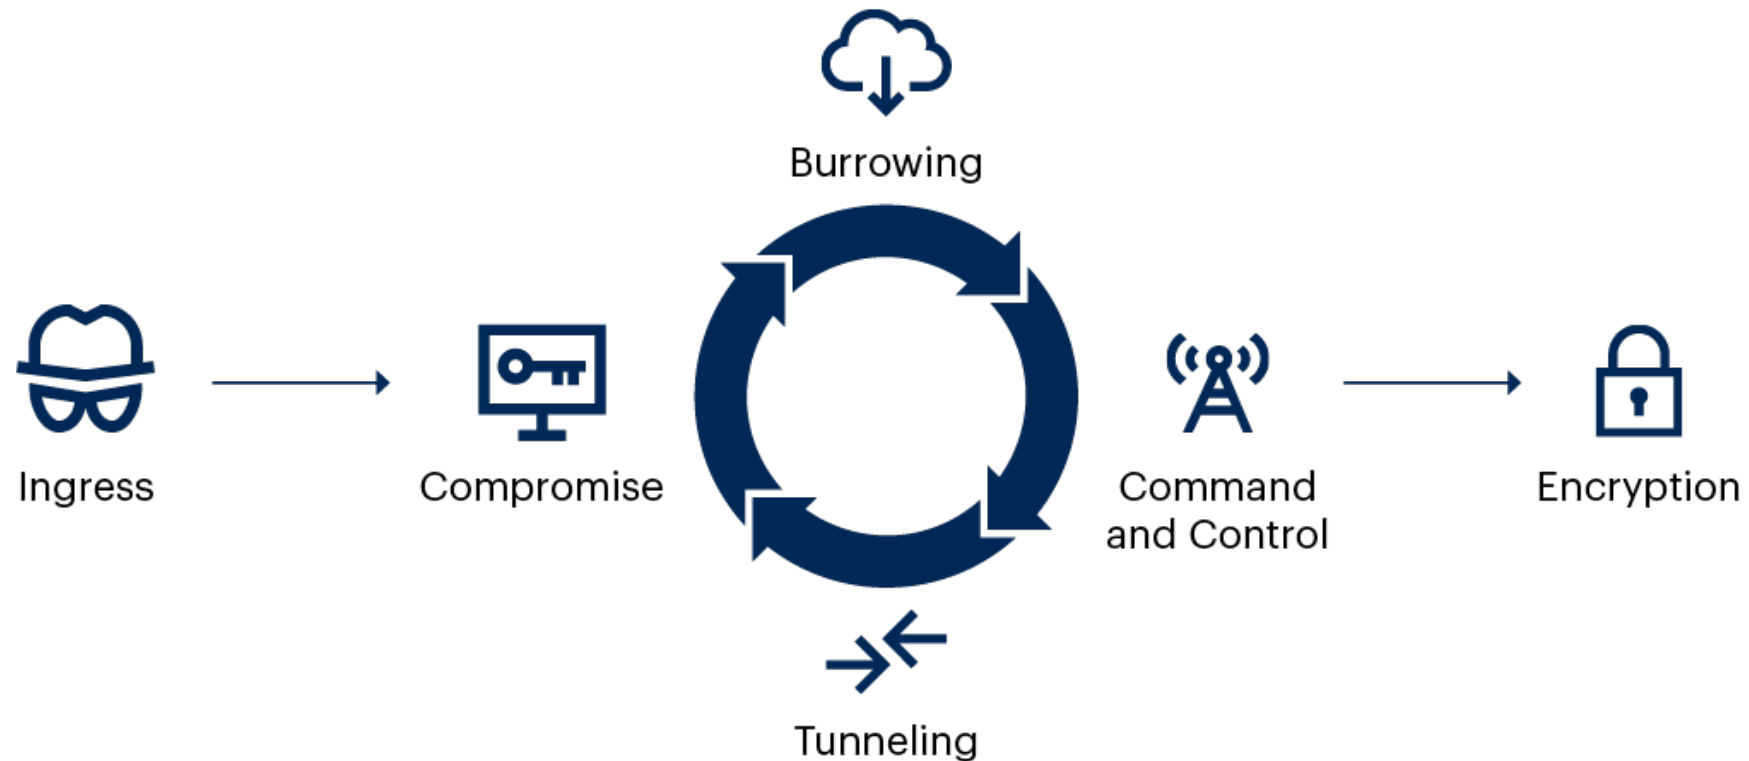 Burrowing
Ingress
Compromise
Command
and Control
Encryption
Tunneling